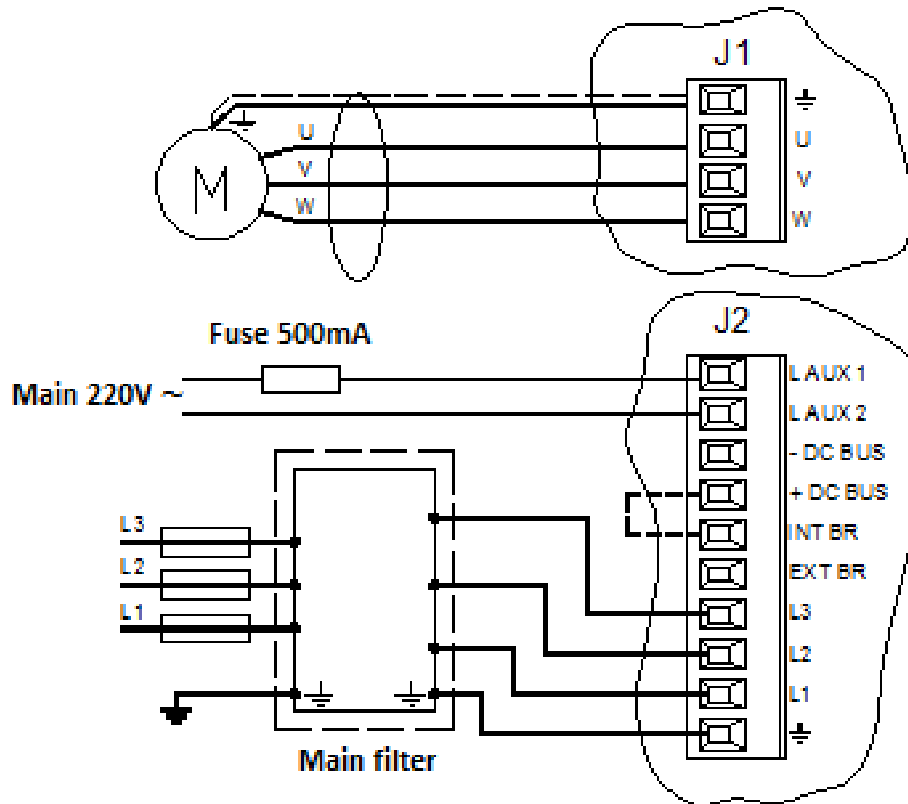 J1
U
V
W
M
U
V
W
J2
Fuse 500mA
Main 220V ~
L AUX 1
L AUX 2
- DC BUS
+ DC BUS
INT BR
EXT BR
L3
L2
L1
L3
L2
L1
Main filter